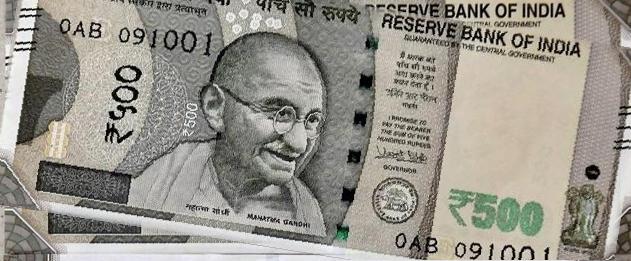 पाँच सौ रुपये
RESERVE BANK OF INDIA
CENTRAL GOVERNMENT
RESERVE BANK OF INDIA
GUARANTEED BY THE CENTRAL GOVERNMENT
0AB 091001
₹५००
₹500
I PROMISE TO
PAY THE BEARER
THE SUM OF FIVE
HUNDRED RUPEES
GOVERNOR
महात्मा गांधी
MAHATMA GANDHI
₹500
0AB 091001